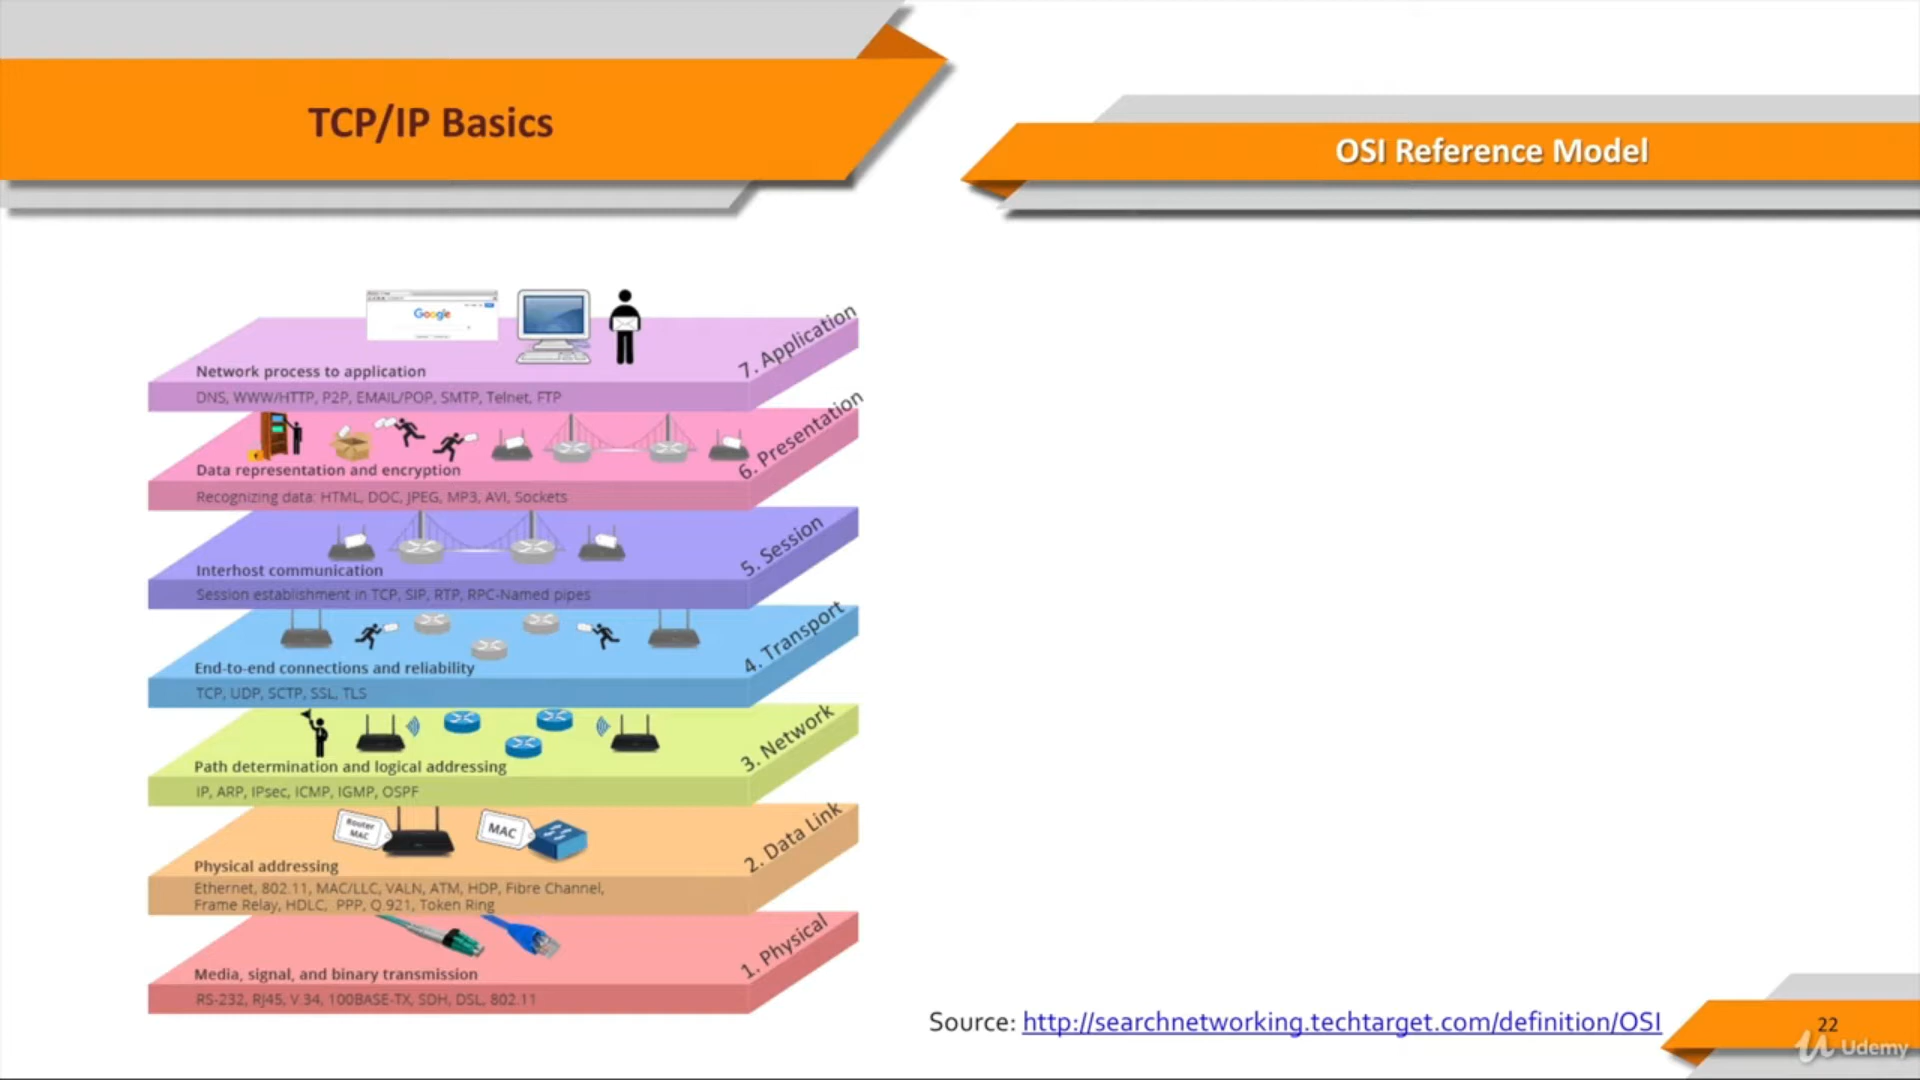 TCP/IP Basics
OSI Reference Model
Google
7. Application
Network process to application
DNS, WWW/HTTP, P2P, EMAIL/POP, SMTP, Telnet, FTP
6. Presentation
Data representation and encryption
Recognizing data: HTML, DOC, JPEG, MP3, AVI, Sockets
5. Session
Interhost communication
Session establishment in TCP, SIP, RTP, RPC-Named pipes
4. Transport
End-to-end connections and reliability
TCP, UDP, SCTP, SSL, TLS
3. Network
Path determination and logical addressing
IP, ARP, IPsec, ICMP, IGMP, OSPF
Router
MAC
MAC
2. Data Link
Physical addressing
Ethernet, 802.11, MAC/LLC, VALN, ATM, HDP, Fibre Channel,
Frame Relay, HDLC, PPP, Q.921, Token Ring
1. Physical
Media, signal, and binary transmission
RS-232, RJ45, V.34, 100BASE-TX, SDH, DSL, 802.11
Source: http://searchnetworking.techtarget.com/definition/OSI
22
Udemy